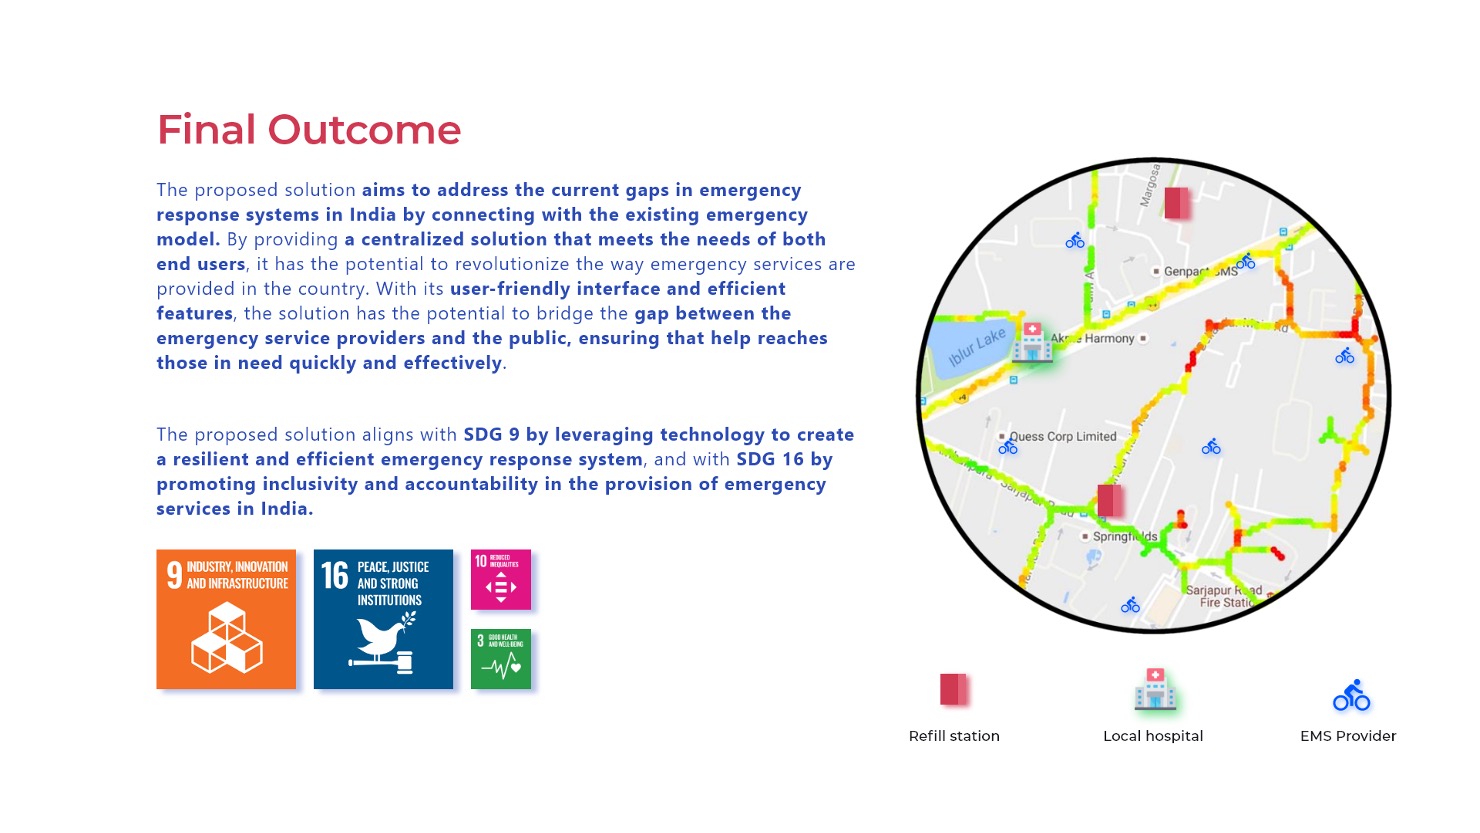 Final Outcome
The proposed solution aims to address the current gaps in emergency
response systems in India by connecting with the existing emergency
model. By providing a centralized solution that meets the needs of both
end users, it has the potential to revolutionize the way emergency services are
provided in the country. With its user-friendly interface and efficient
features, the solution has the potential to bridge the gap between the
emergency service providers and the public, ensuring that help reaches
those in need quickly and effectively.
The proposed solution aligns with SDG 9 by leveraging technology to create
a resilient and efficient emergency response system, and with SDG 16 by
promoting inclusivity and accountability in the provision of emergency
services in India.
9 INDUSTRY, INNOVATION
AND INFRASTRUCTURE
16 PEACE, JUSTICE
AND STRONG
INSTITUTIONS
10 REDUCED
INEQUALITIES
3 GOOD HEALTH
AND WELL-BEING
Margosa
Genpact SMS
Iblur Lake
Harmony
Quess Corp Limited
Sarjapur
Springfields
Sarjapur Road
Fire
Refill station
Local hospital
EMS Provider